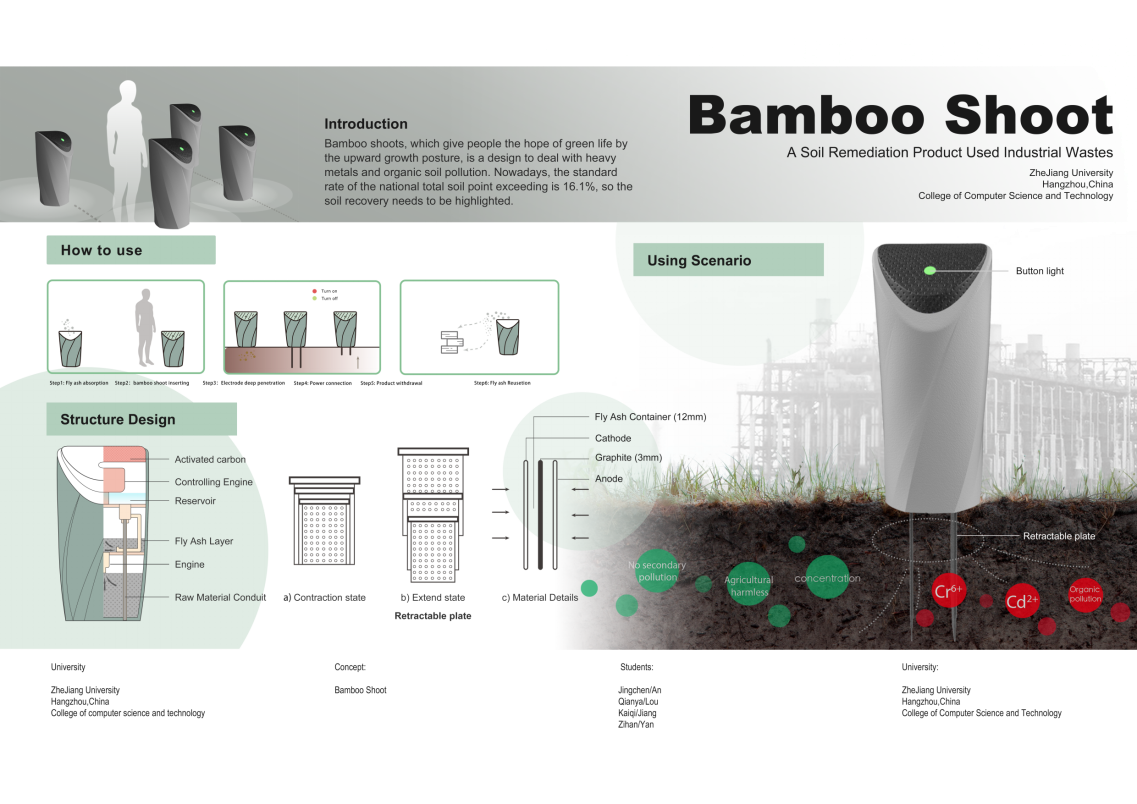 Bamboo Shoot
A Soil Remediation Product Used Industrial Wastes
ZheJiang University
Hangzhou,China
College of Computer Science and Technology
Introduction
Bamboo shoots, which give people the hope of green life by
the upward growth posture, is a design to deal with heavy
metals and organic soil pollution. Nowadays, the standard
rate of the national total soil point exceeding is 16.1%, so the
soil recovery needs to be highlighted.
How to use
Turn on
Turn off
Step1: Fly ash absorption
Step2: bamboo shoot inserting
Step3: Electrode deep penetration
Step4: Power connection
Step5: Product withdrawal
Step6: Fly ash Reusetion
Using Scenario
Button light
Retractable plate
No secondary
pollution
Agricultural
harmless
concentration
Cr6+
Cd2+
Organic
pollution
Structure Design
Activated carbon
Controlling Engine
Reservoir
Fly Ash Layer
Engine
Raw Material Conduit
a) Contraction state
b) Extend state
Retractable plate
c) Material Details
Fly Ash Container (12mm)
Cathode
Graphite (3mm)
Anode
University
ZheJiang University
Hangzhou,China
College of computer science and technology
Concept:
Bamboo Shoot
Students:
Jingchen/An
Qianya/Lou
Kaiqi/Jiang
Zihan/Yan
University:
ZheJiang University
Hangzhou,China
College of Computer Science and Technology